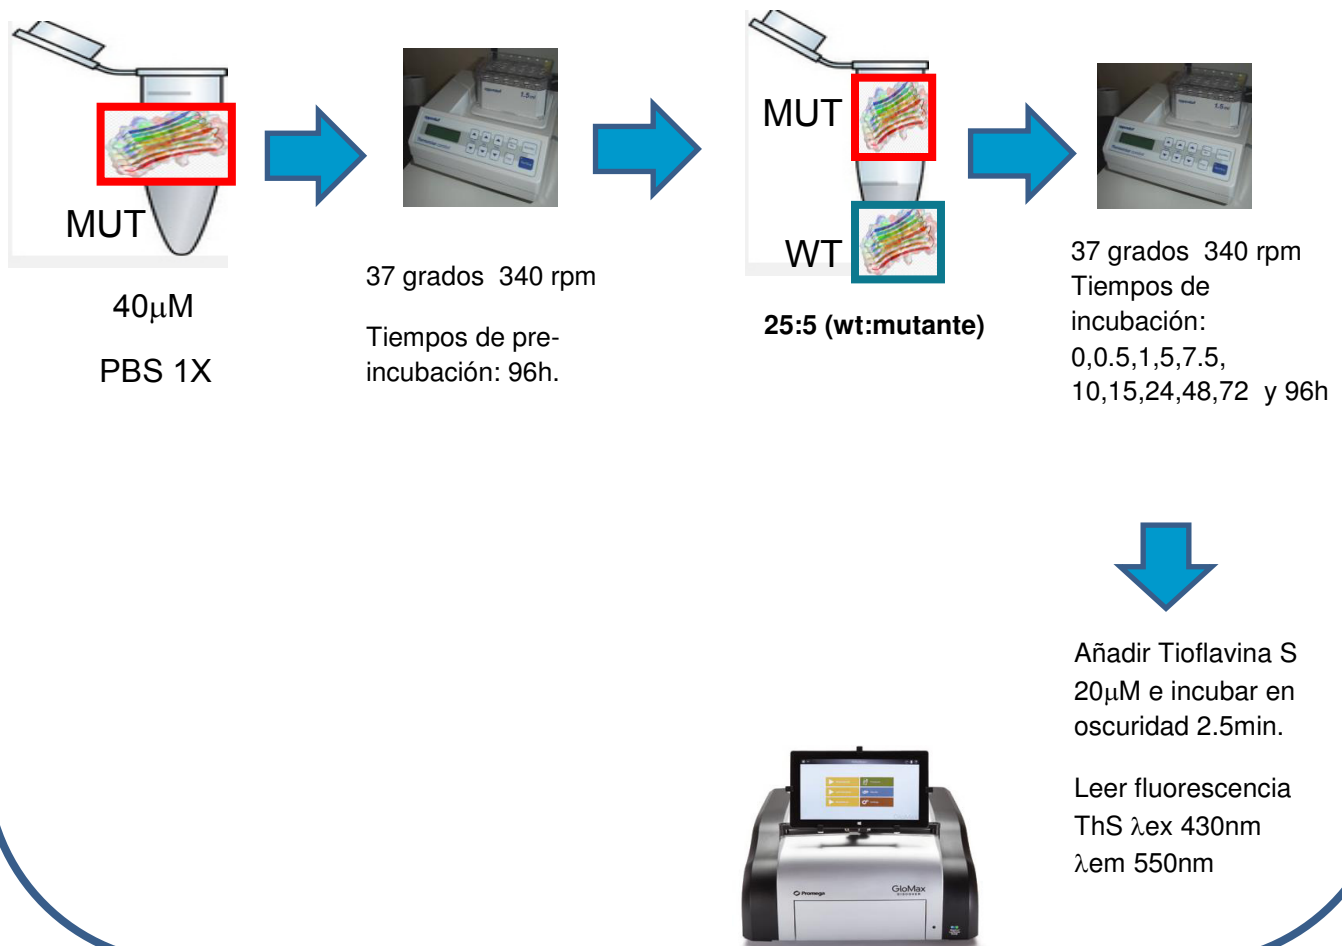 MUT
40μM
PBS 1X
37 grados 340 rpm
Tiempos de pre-
incubación: 96h.
MUT
WT
25:5 (wt:mutante)
37 grados 340 rpm
Tiempos de
incubación:
0,0.5,1,5,7.5,
10,15,24,48,72 y 96h
Añadir Tioflavina S
20μM e incubar en
oscuridad 2.5min.
Leer fluorescencia
ThS λex 430nm
λem 550nm
Promega
GloMax